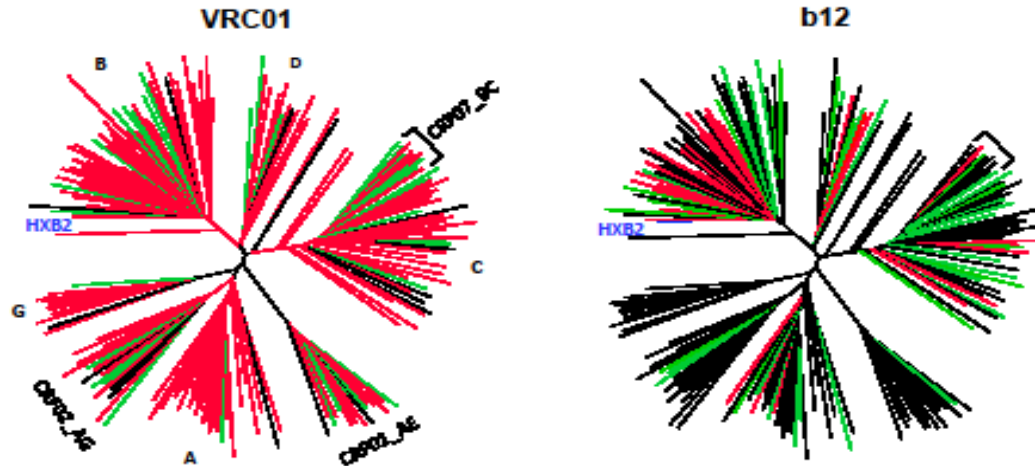 VRC01
b12
B
D
CRF07_BC
HXB2
HXB2
C
G
CRF02_AG
A
CRF01_AE